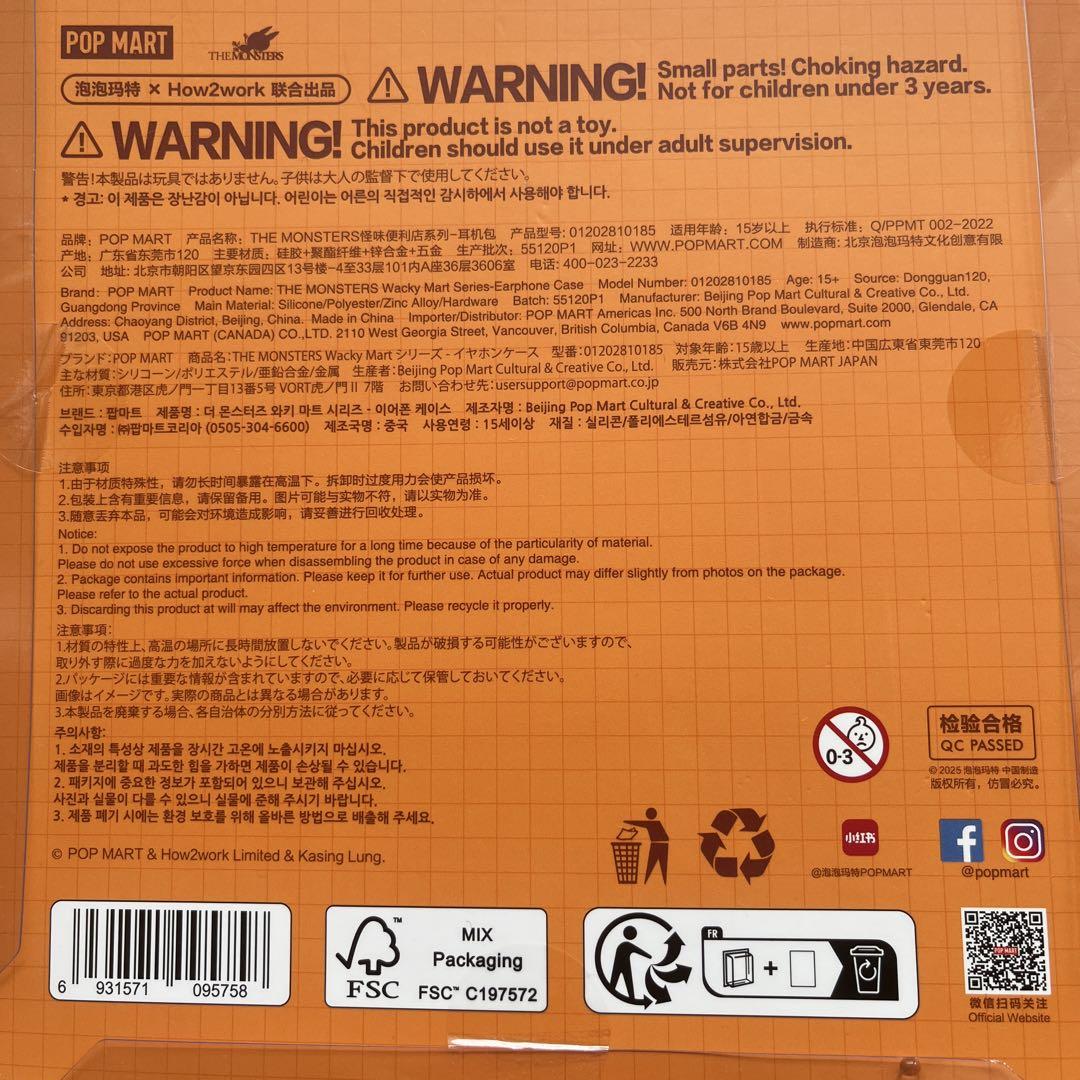 POP MART
THE MONSTERS
泡泡玛特 × How2work 联合出品
WARNING! Small parts! Choking hazard.
Not for children under 3 years.
WARNING! This product is not a toy.
Children should use it under adult supervision.
警告!本製品は玩具ではありません。子供は大人の監督下で使用してください。
* 경고: 이 제품은 장난감이 아닙니다. 어린이는 어른의 직접적인 감시하에서 사용해야 합니다.
品牌：POP MART 产品名称：THE MONSTERS怪味便利店系列-耳机包 产品型号: 01202810185 适用年龄：15岁以上 执行标准：Q/PPMT 002-2022
产地：广东省东莞市120 主要材质：硅胶+聚酯纤维+锌合金+五金 生产批次：55120P1 网址：WWW.POPMART.COM 制造商：北京泡泡玛特文化创意有限
公司 地址: 北京市朝阳区望京东园四区13号楼-4至33层101内A座36层3606室 电话: 400-023-2233
Brand: POP MART Product Name: THE MONSTERS Wacky Mart Series-Earphone Case Model Number: 01202810185 Age: 15+ Source: Dongguan120,
Guangdong Province Main Material: Silicone/Polyester/Zinc Alloy/Hardware Batch: 55120P1 Manufacturer: Beijing Pop Mart Cultural & Creative Co., Ltd.
Address: Chaoyang District, Beijing, China. Made in China Importer/Distributor: POP MART Americas Inc. 500 North Brand Boulevard, Suite 2000, Glendale, CA
91203, USA POP MART (CANADA) CO.,LTD. 2110 West Georgia Street, Vancouver, British Columbia, Canada V6B 4N9 www.popmart.com
ブランド:POP MART 商品名:THE MONSTERS Wacky Mart シリーズ - イヤホンケース 型番:01202810185 対象年齢:15歳以上 生産地:中国広東省東莞市120
主な材質:シリコーン/ポリエステル/亜鉛合金/金属 生産者:Beijing Pop Mart Cultural & Creative Co., Ltd. 販売元:株式会社POP MART JAPAN
住所:東京都港区虎ノ門一丁目13番5号 VORT虎ノ門Ⅱ 7階 お問い合わせ先:usersupport@popmart.co.jp
브랜드 : 팝마트 제품명 : 더 몬스터즈 와키 마트 시리즈 - 이어폰 케이스 제조자명 : Beijing Pop Mart Cultural & Creative Co., Ltd.
수입자명 : ㈜팝마트코리아 (0505-304-6600) 제조국명 : 중국 사용연령 : 15세이상 재질 : 실리콘/폴리에스테르섬유/아연합금/금속
注意事项
1.由于材质特殊性，请勿长时间暴露在高温下。拆卸时过度用力会使产品损坏。
2.包装上含有重要信息，请保留备用。图片可能与实物不符，请以实物为准。
3.随意丢弃本品，可能会对环境造成影响，请妥善进行回收处理。
Notice:
1. Do not expose the product to high temperature for a long time because of the particularity of material.
Please do not use excessive force when disassembling the product in case of any damage.
2. Package contains important information. Please keep it for further use. Actual product may differ slightly from photos on the package.
Please refer to the actual product.
3. Discarding this product at will may affect the environment. Please recycle it properly.
注意事項:
1.材質の特性上、高温の場所に長時間放置しないでください。製品が破損する可能性がございますので、
取り外す際に過度な力を加えないようにしてください。
2.パッケージには重要な情報が含まれていますので、必要に応じて保管しておいてください。
画像はイメージです。実際の商品とは異なる場合があります。
3.本製品を廃棄する場合、各自治体の分別方法に従ってください。
주의사항:
1. 소재의 특성상 제품을 장시간 고온에 노출시키지 마십시오.
제품을 분리할 때 과도한 힘을 가하면 제품이 손상될 수 있습니다.
2. 패키지에 중요한 정보가 포함되어 있으니 보관해 주십시오.
사진과 실물이 다를 수 있으니 실물에 준해 주시기 바랍니다.
3. 제품 폐기 시에는 환경 보호를 위해 올바른 방법으로 배출해 주세요.
0-3
检验合格
QC PASSED
© 2025 泡泡玛特 中国制造
版权所有，仿冒必究。
© POP MART & How2work Limited & Kasing Lung.
小红书
@泡泡玛特POPMART
@popmart
6 931571 095758
FSC™
MIX
Packaging
FSC™ C197572
FR
+
POP MART
微信扫码关注
Official Website